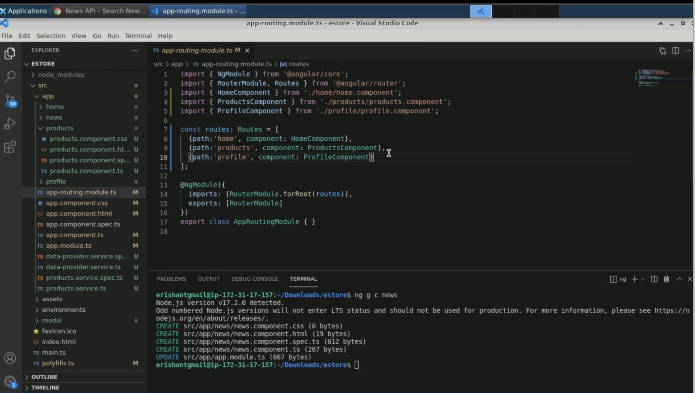 Applications
News API – Search New...
app-routing.module.ts - ...
app-routing.module.ts - estore - Visual Studio Code
File Edit Selection View Go Run Terminal Help
EXPLORER
ESTORE
node_modules
src
app
home
news
products
products.component.css U
products.component.ht... U
products.component.sp... U
products.component.ts U
profile
app-routing.module.ts M
app.component.css M
app.component.html M
app.component.spec.ts
app.component.ts M
app.module.ts M
data-provider.service.sp... U
data-provider.service.ts U
products.service.spec.ts U
products.service.ts U
assets
environments
modal
favicon.ico
index.html
main.ts
polyfills.ts M
OUTLINE
TIMELINE
TS app-routing.module.ts M
src > app > TS app-routing.module.ts > routes
1 import { NgModule } from '@angular/core';
2 import { RouterModule, Routes } from '@angular/router';
3 import { HomeComponent } from './home/home.component';
4 import { ProductsComponent } from './products/products.component';
5 import { ProfileComponent } from './profile/profile.component';
6
7 const routes: Routes = [
8 {path:'home', component: HomeComponent},
9 {path:'products', component: ProductsComponent},
10 {path:'profile', component: ProfileComponent}
11 ];
12
13 @NgModule({
14 imports: [RouterModule.forRoot(routes)],
15 exports: [RouterModule]
16 })
17 export class AppRoutingModule { }
18
PROBLEMS OUTPUT DEBUG CONSOLE TERMINAL
ng
erishantgmail@ip-172-31-17-157:~/Downloads/estore$ ng g c news
Node.js version v17.2.0 detected.
Odd numbered Node.js versions will not enter LTS status and should not be used for production. For more information, please see https://n
odejs.org/en/about/releases/.
CREATE src/app/news/news.component.css (0 bytes)
CREATE src/app/news/news.component.html (19 bytes)
CREATE src/app/news/news.component.spec.ts (612 bytes)
CREATE src/app/news/news.component.ts (267 bytes)
UPDATE src/app/app.module.ts (867 bytes)
erishantgmail@ip-172-31-17-157:~/Downloads/estore$